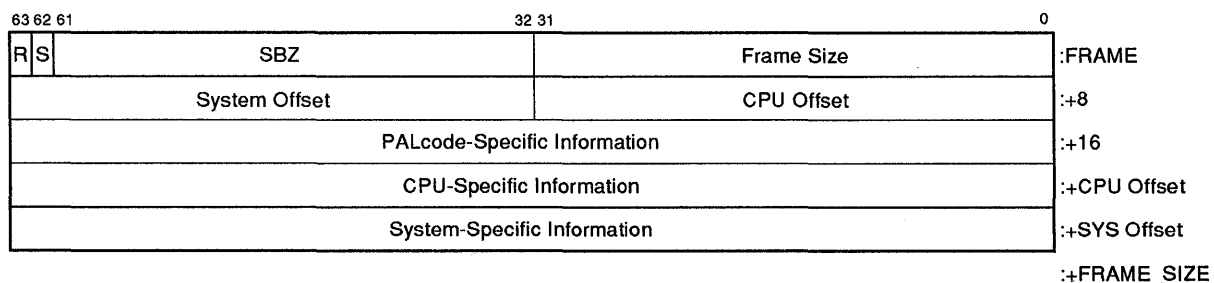 63 62 61 32 31 0
R S SBZ Frame Size :FRAME
System Offset CPU Offset :+8
PALcode-Specific Information :+16
CPU-Specific Information :+CPU Offset
System-Specific Information :+SYS Offset
:+FRAME SIZE